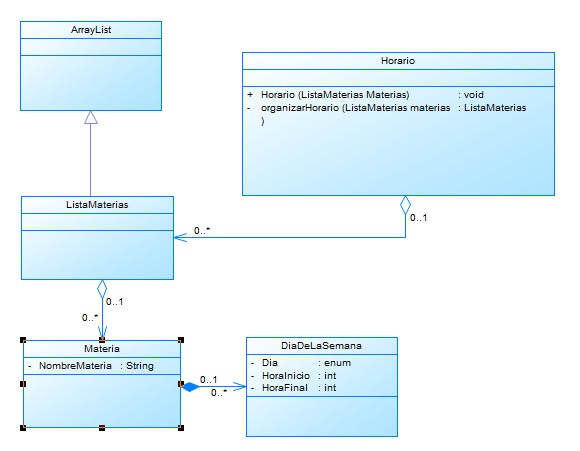 ArrayList
Horario
+ Horario (ListaMaterias Materias) : void
- organizarHorario (ListaMaterias materias : ListaMaterias
)
ListaMaterias
0..1
0..*
0..1
0..*
Materia
- NombreMateria : String
0..1
0..*
DiaDeLaSemana
- Dia : enum
- HoraInicio : int
- HoraFinal : int